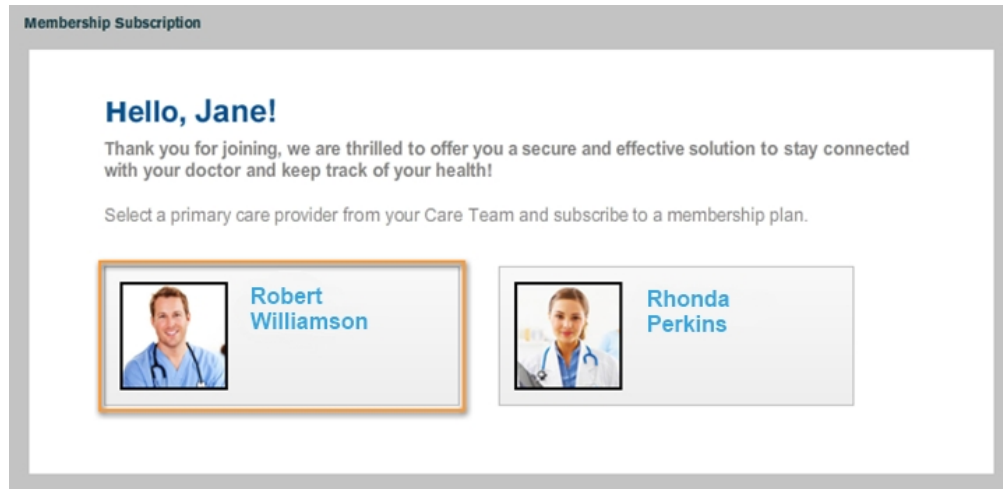 Membership Subscription
Hello, Jane!
Thank you for joining, we are thrilled to offer you a secure and effective solution to stay connected
with your doctor and keep track of your health!
Select a primary care provider from your Care Team and subscribe to a membership plan.
Robert
Williamson
Rhonda
Perkins